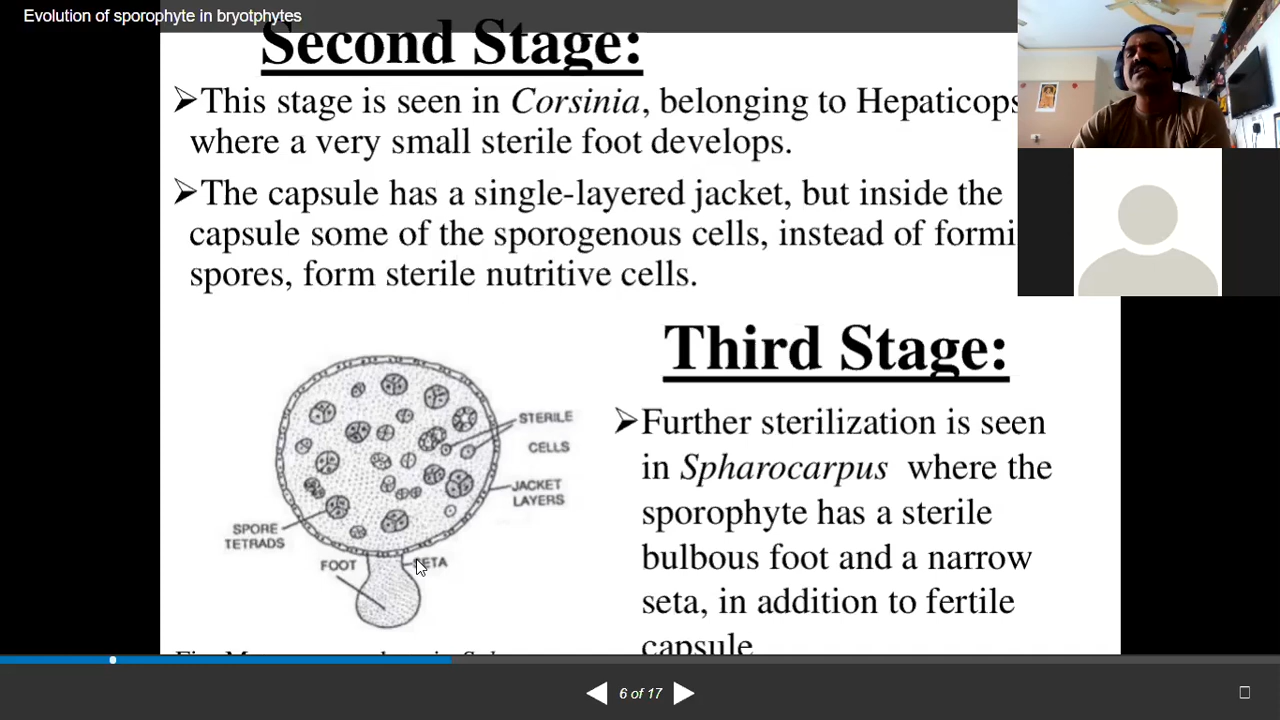 Evolution of sporophyte in bryotphytes
Second Stage:
➢This stage is seen in Corsinia, belonging to Hepaticops
where a very small sterile foot develops.
➢The capsule has a single-layered jacket, but inside the
capsule some of the sporogenous cells, instead of formi
spores, form sterile nutritive cells.
Third Stage:
➢Further sterilization is seen
in Spharocarpus where the
sporophyte has a sterile
bulbous foot and a narrow
seta, in addition to fertile
capsule
STERILE
CELLS
JACKET
LAYERS
SPORE
TETRADS
FOOT
6 of 17